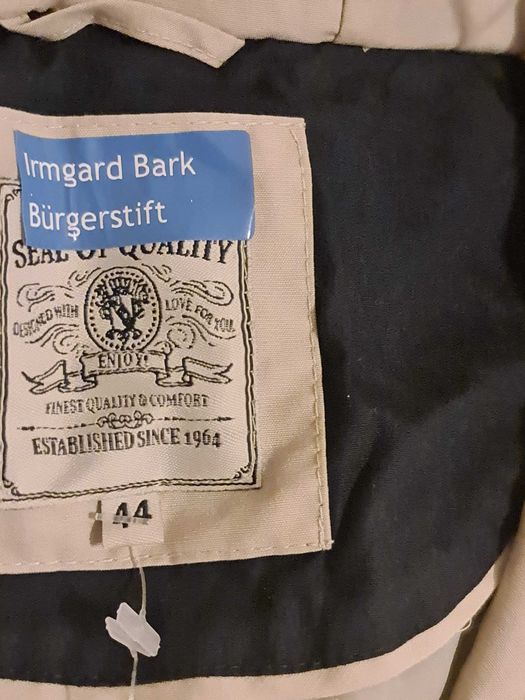 Irmgard Bark
Bürgerstift
SEAL OF QUALITY
DESIGNED WITH
LOVE FOR YOU
ENJOY!
FINEST QUALITY & COMFORT
ESTABLISHED SINCE 1964
44